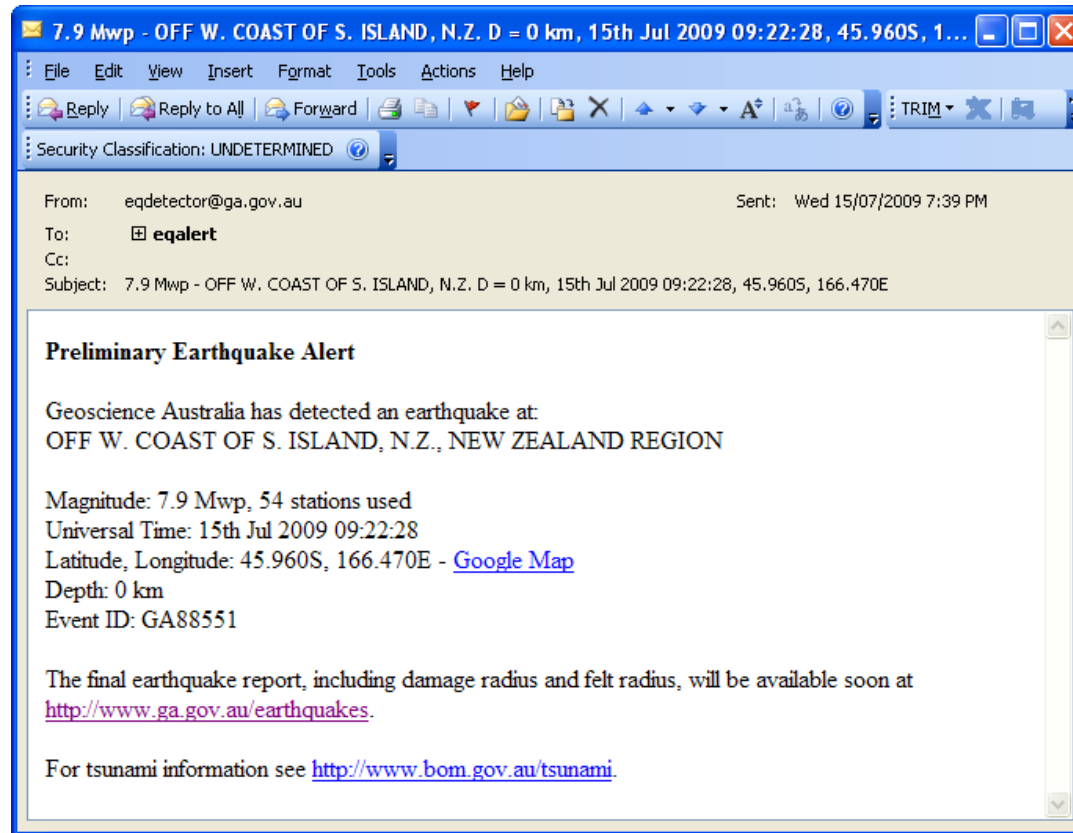 7.9 Mwp - OFF W. COAST OF S. ISLAND, N.Z. D = 0 km, 15th Jul 2009 09:22:28, 45.960S, 1...
File Edit View Insert Format Tools Actions Help
Reply Reply to All Forward TRIM
Security Classification: UNDETERMINED
From: eqdetector@ga.gov.au Sent: Wed 15/07/2009 7:39 PM
To: eqalert
Cc:
Subject: 7.9 Mwp - OFF W. COAST OF S. ISLAND, N.Z. D = 0 km, 15th Jul 2009 09:22:28, 45.960S, 166.470E
Preliminary Earthquake Alert
Geoscience Australia has detected an earthquake at:
OFF W. COAST OF S. ISLAND, N.Z., NEW ZEALAND REGION
Magnitude: 7.9 Mwp, 54 stations used
Universal Time: 15th Jul 2009 09:22:28
Latitude, Longitude: 45.960S, 166.470E - Google Map
Depth: 0 km
Event ID: GA88551
The final earthquake report, including damage radius and felt radius, will be available soon at
http://www.ga.gov.au/earthquakes.
For tsunami information see http://www.bom.gov.au/tsunami.